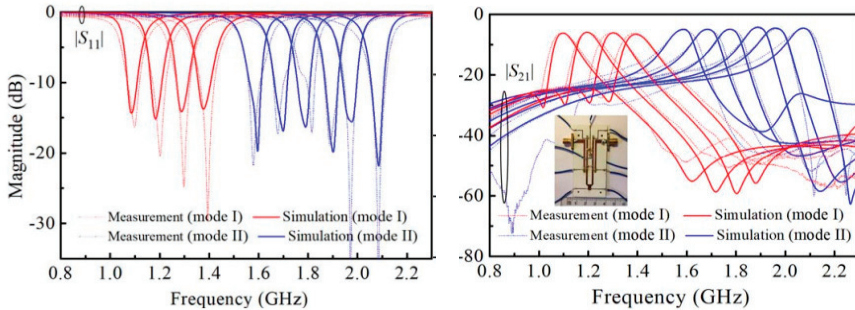 0
-10
-20
-30
Magnitude (dB)
|S11|
Measurement (mode I)
Simulation (mode I)
Measurement (mode II)
Simulation (mode II)
0.8 1.0 1.2 1.4 1.6 1.8 2.0 2.2
Frequency (GHz)
0
-20
-40
-60
-80
|S21|
Measurement (mode I)
Simulation (mode I)
Measurement (mode II)
Simulation (mode II)
0.8 1.0 1.2 1.4 1.6 1.8 2.0 2.2
Frequency (GHz)